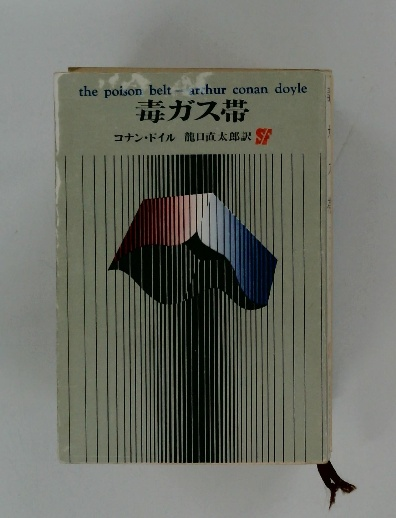 the poison belt—arthur conan doyle
毒ガス帯
コナン・ドイル 龍口直太郎訳 SF